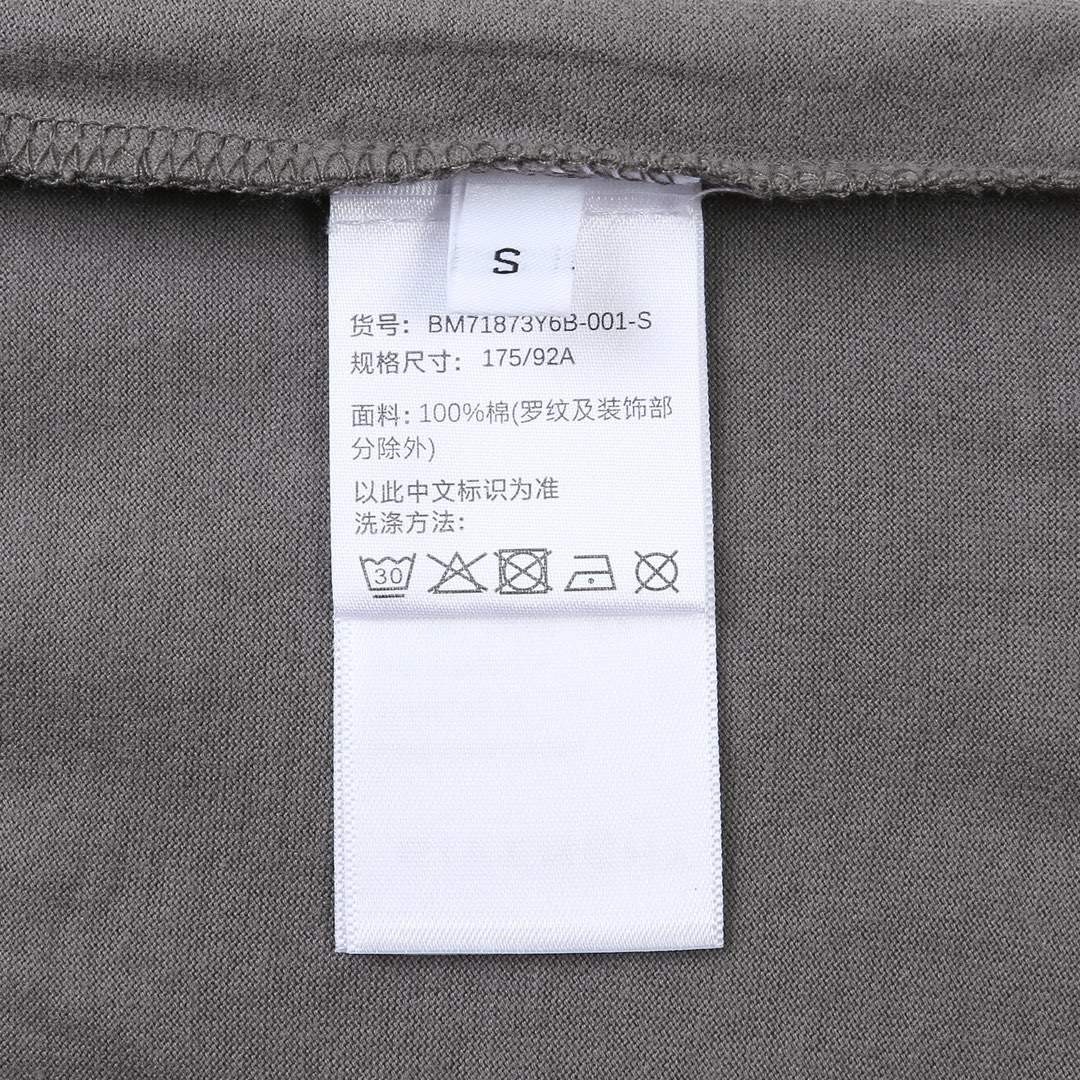 S
货号：BM71873Y6B-001-S
规格尺寸：175/92A
面料：100%棉(罗纹及装饰部
分除外)
以此中文标识为准
洗涤方法：
30